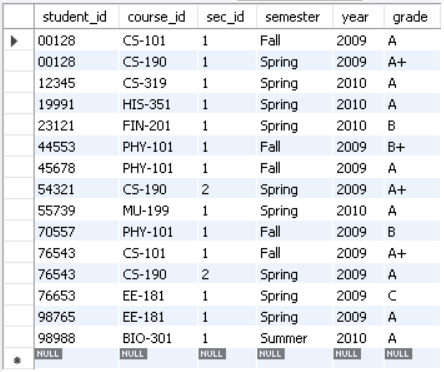 student_id course_id sec_id semester year grade
00128 CS-101 1 Fall 2009 A
00128 CS-190 1 Spring 2009 A+
12345 CS-319 1 Spring 2010 A
19991 HIS-351 1 Spring 2010 A
23121 FIN-201 1 Spring 2010 B
44553 PHY-101 1 Fall 2009 B+
45678 PHY-101 1 Fall 2009 A
54321 CS-190 2 Spring 2009 A+
55739 MU-199 1 Spring 2010 A
70557 PHY-101 1 Fall 2009 B
76543 CS-101 1 Fall 2009 A+
76543 CS-190 2 Spring 2009 A
76653 EE-181 1 Spring 2009 C
98765 EE-181 1 Spring 2009 A
98988 BIO-301 1 Summer 2010 A
NULL NULL NULL NULL NULL NULL